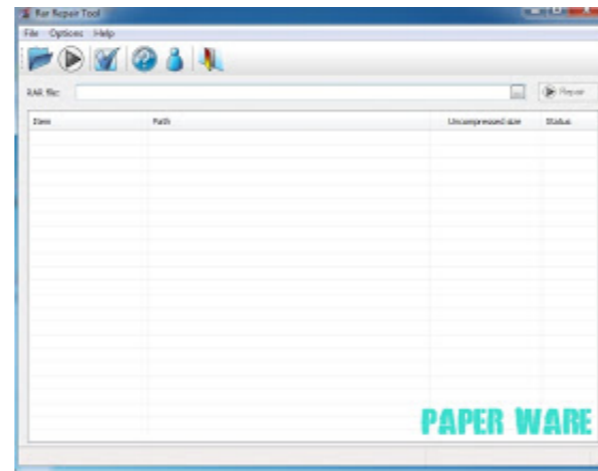 Rar Repair Tool
File Options Help
RAR file: ... Repair
Item Path Uncompressed size Status
PAPER WARE